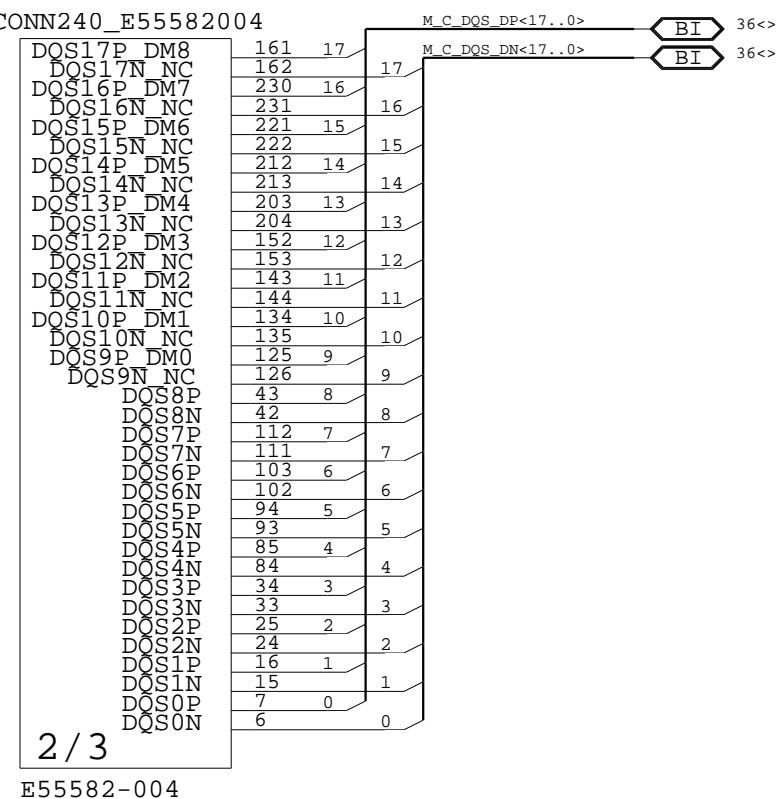 CONN240_E55582004
M_C_DQS_DP<17..0> BI 36<>
M_C_DQS_DN<17..0> BI 36<>
DQS17P_DM8 161 17
DQS17N_NC 162 17
DQS16P_DM7 230 16
DQS16N_NC 231 16
DQS15P_DM6 221 15
DQS15N_NC 222 15
DQS14P_DM5 212 14
DQS14N_NC 213 14
DQS13P_DM4 203 13
DQS13N_NC 204 13
DQS12P_DM3 152 12
DQS12N_NC 153 12
DQS11P_DM2 143 11
DQS11N_NC 144 11
DQS10P_DM1 134 10
DQS10N_NC 135 10
DQS9P_DM0 125 9
DQS9N_NC 126 9
DQS8P 43 8
DQS8N 42 8
DQS7P 112 7
DQS7N 111 7
DQS6P 103 6
DQS6N 102 6
DQS5P 94 5
DQS5N 93 5
DQS4P 85 4
DQS4N 84 4
DQS3P 34 3
DQS3N 33 3
DQS2P 25 2
DQS2N 24 2
DQS1P 16 1
DQS1N 15 1
DQS0P 7 0
DQS0N 6 0
2/3
E55582-004